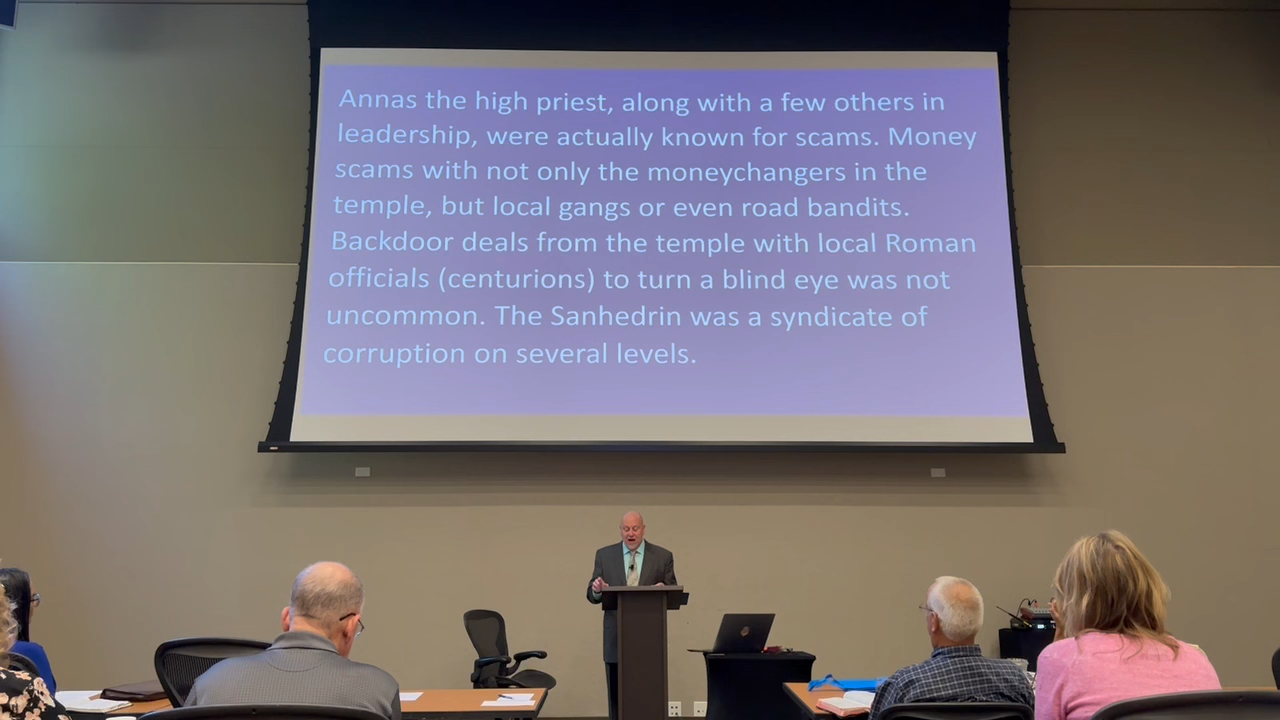 Annas the high priest, along with a few others in
leadership, were actually known for scams. Money
scams with not only the moneychangers in the
temple, but local gangs or even road bandits.
Backdoor deals from the temple with local Roman
officials (centurions) to turn a blind eye was not
uncommon. The Sanhedrin was a syndicate of
corruption on several levels.